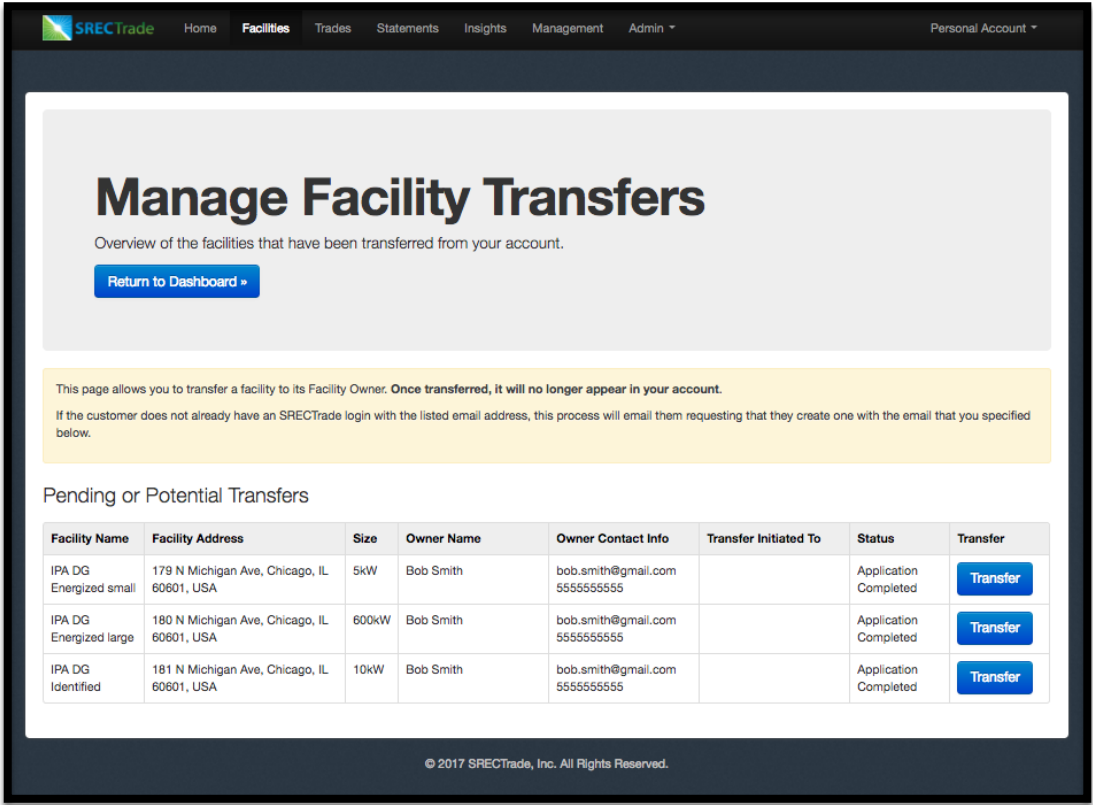 SRECTrade Home Facilities Trades Statements Insights Management Admin Personal Account
Manage Facility Transfers
Overview of the facilities that have been transferred from your account.
Return to Dashboard »
This page allows you to transfer a facility to its Facility Owner. Once transferred, it will no longer appear in your account.
If the customer does not already have an SRECTrade login with the listed email address, this process will email them requesting that they create one with the email that you specified
below.
Pending or Potential Transfers
Facility Name Facility Address Size Owner Name Owner Contact Info Transfer Initiated To Status Transfer
IPA DG 179 N Michigan Ave, Chicago, IL 5kW Bob Smith bob.smith@gmail.com Application Transfer
Energized small 60601, USA 5555555555 Completed
IPA DG 180 N Michigan Ave, Chicago, IL 600kW Bob Smith bob.smith@gmail.com Application Transfer
Energized large 60601, USA 5555555555 Completed
IPA DG 181 N Michigan Ave, Chicago, IL 10kW Bob Smith bob.smith@gmail.com Application Transfer
Identified 60601, USA 5555555555 Completed
© 2017 SRECTrade, Inc. All Rights Reserved.